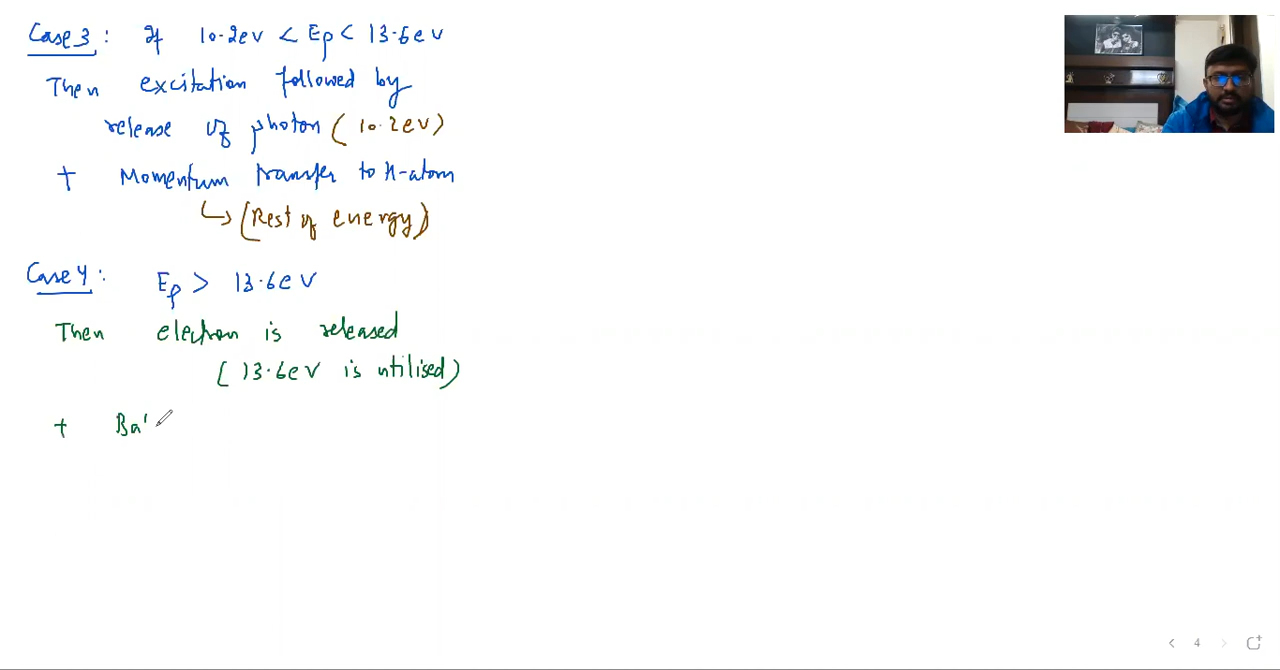 Case 3: If 10.2eV < Ep < 13.6eV
Then excitation followed by
release of photon (10.2eV)
+ Momentum transfer to H-atom
↳ (Rest of energy)
Case 4: Ep > 13.6eV
Then electron is released
(13.6eV is utilised)
+ Ba'
4